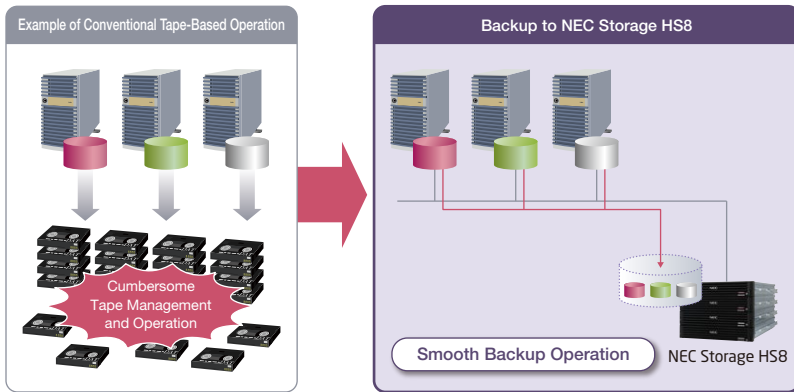 Example of Conventional Tape-Based Operation
Cumbersome
Tape Management
and Operation
Backup to NEC Storage HS8
Smooth Backup Operation
NEC Storage HS8